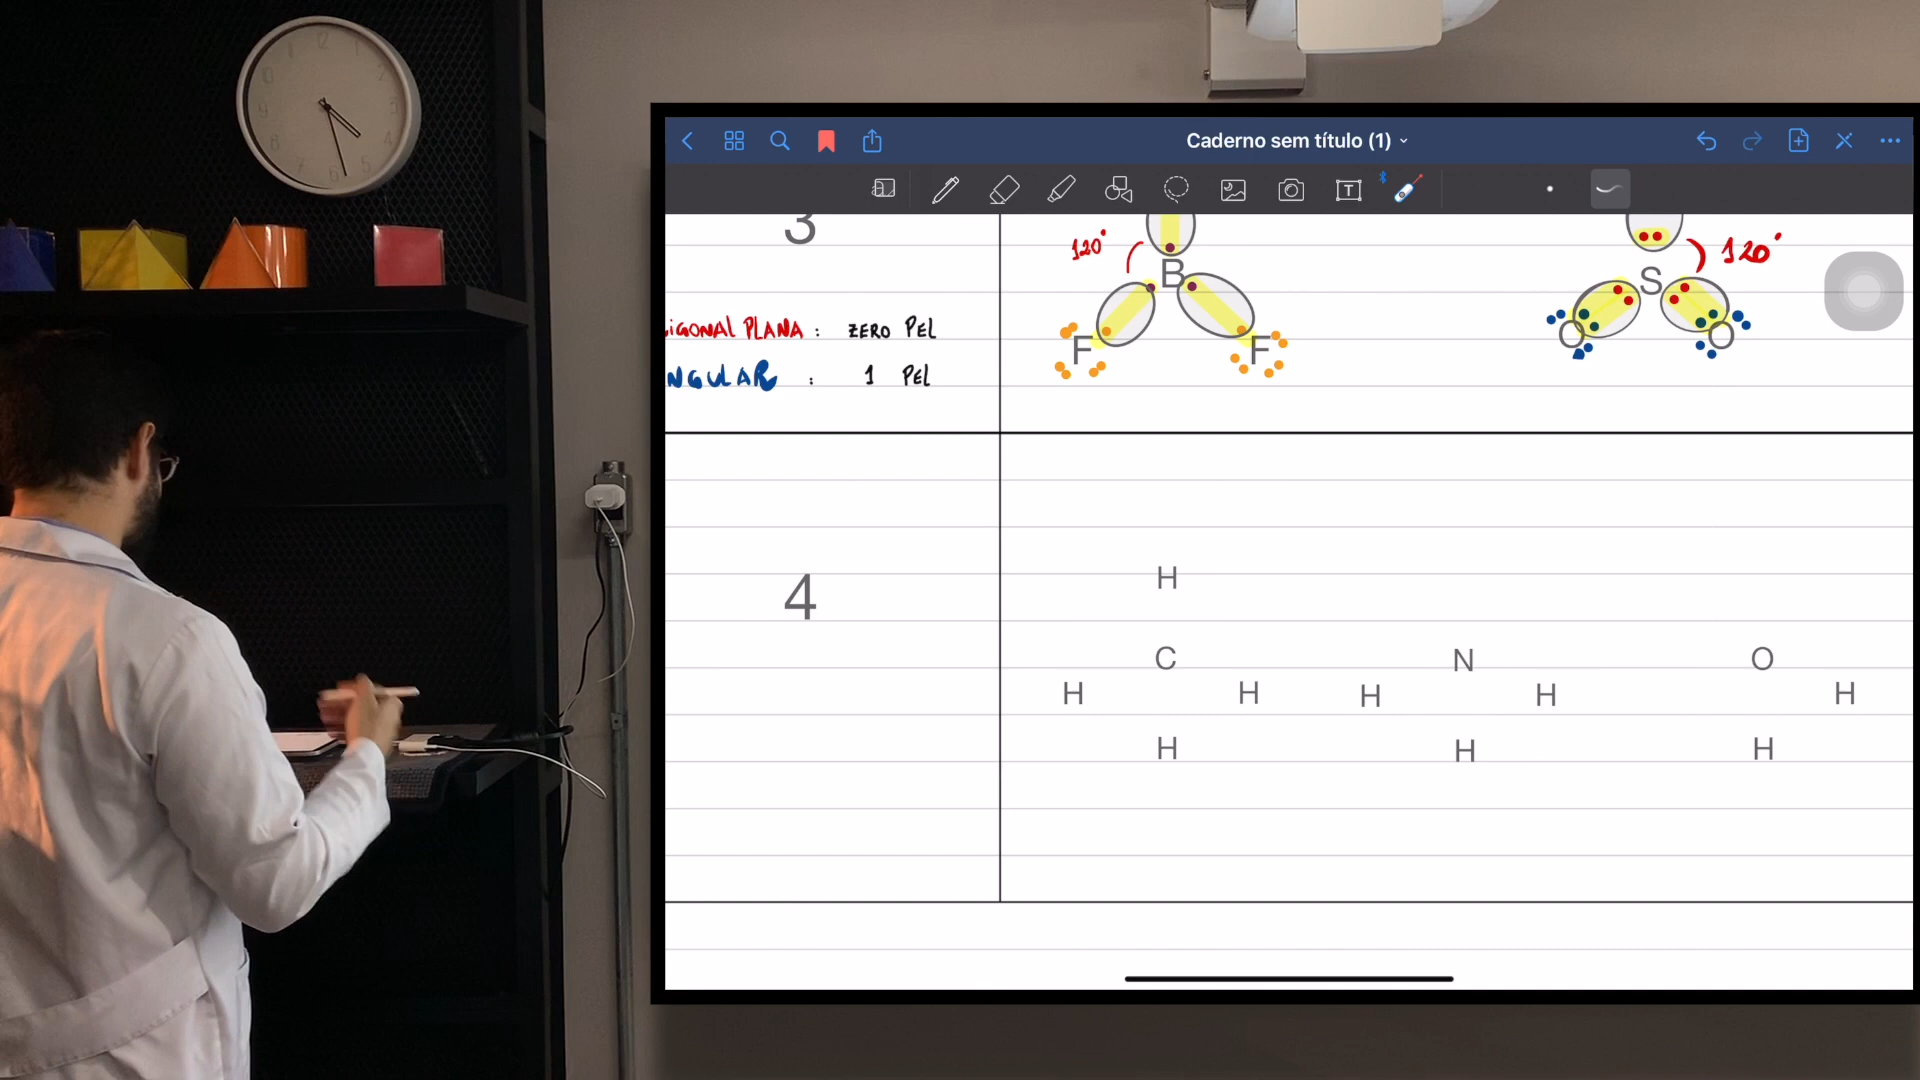 Caderno sem título (1)
3
120°
B
F
F
S
120°
O
O
IGONAL PLANA : ZERO PEL
NGULAR : 1 PEL
4
H
C
H
H
H
N
H
H
H
O
H
H